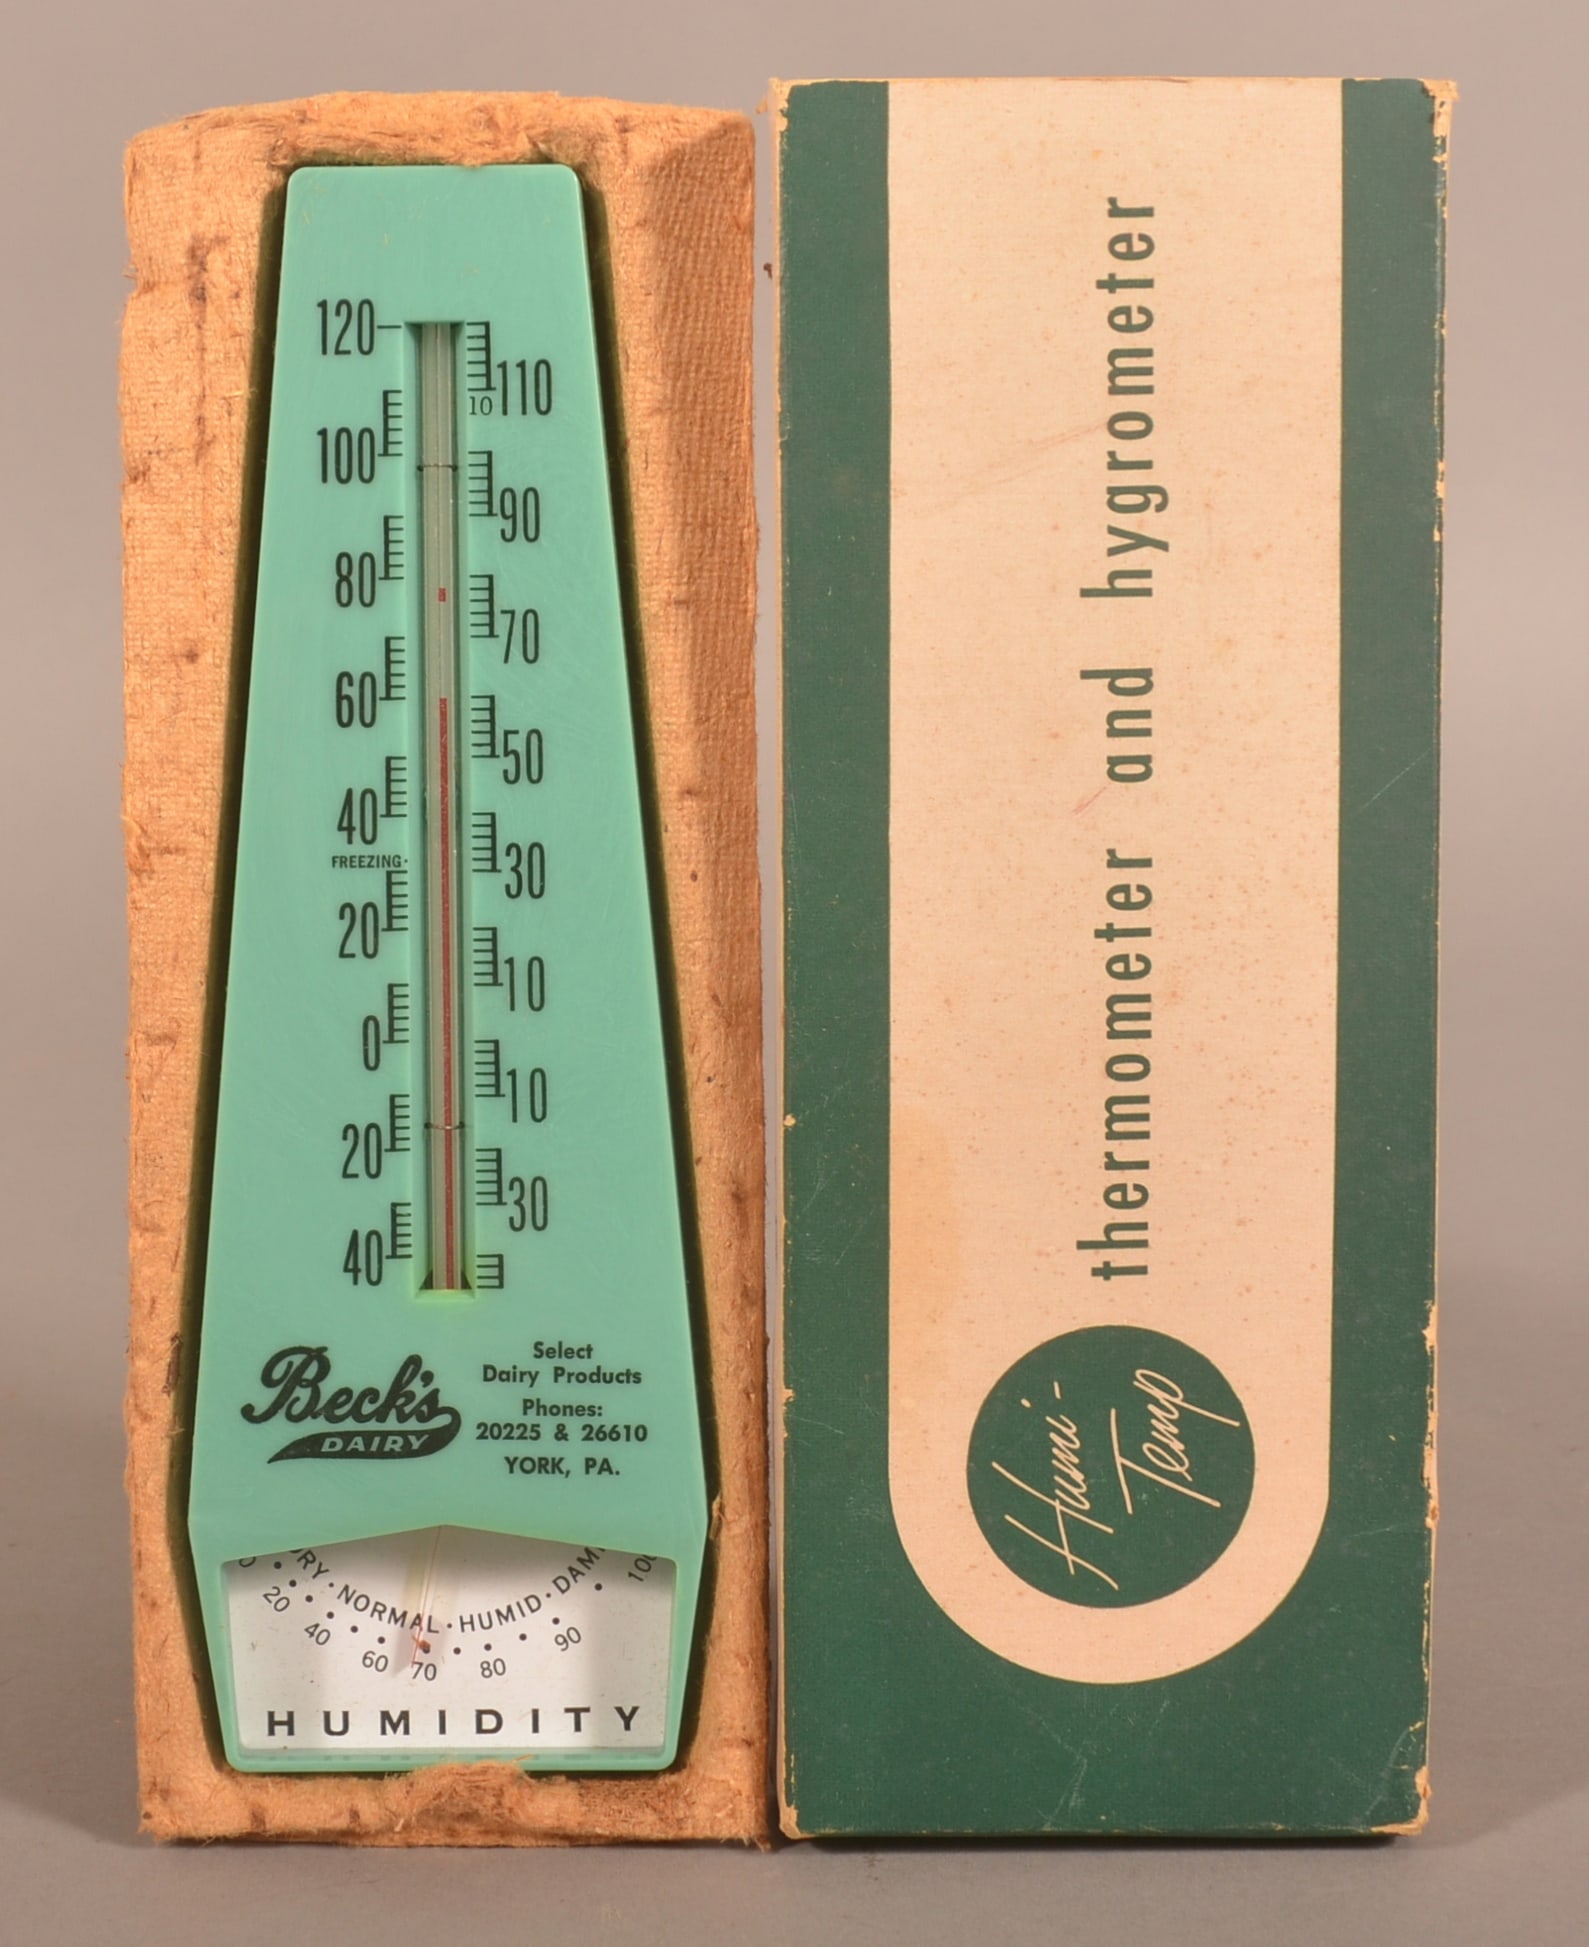 120
110
10
100
90
80
70
60
50
40
FREEZING
30
20
10
0
10
20
30
40
Beck's
DAIRY
Select
Dairy Products
Phones:
20225 & 26610
YORK, PA.
NORMAL · HUMID ·
20 40 60 70 80 90 100
HUMIDITY
thermometer and hygrometer
Humi-
Temp